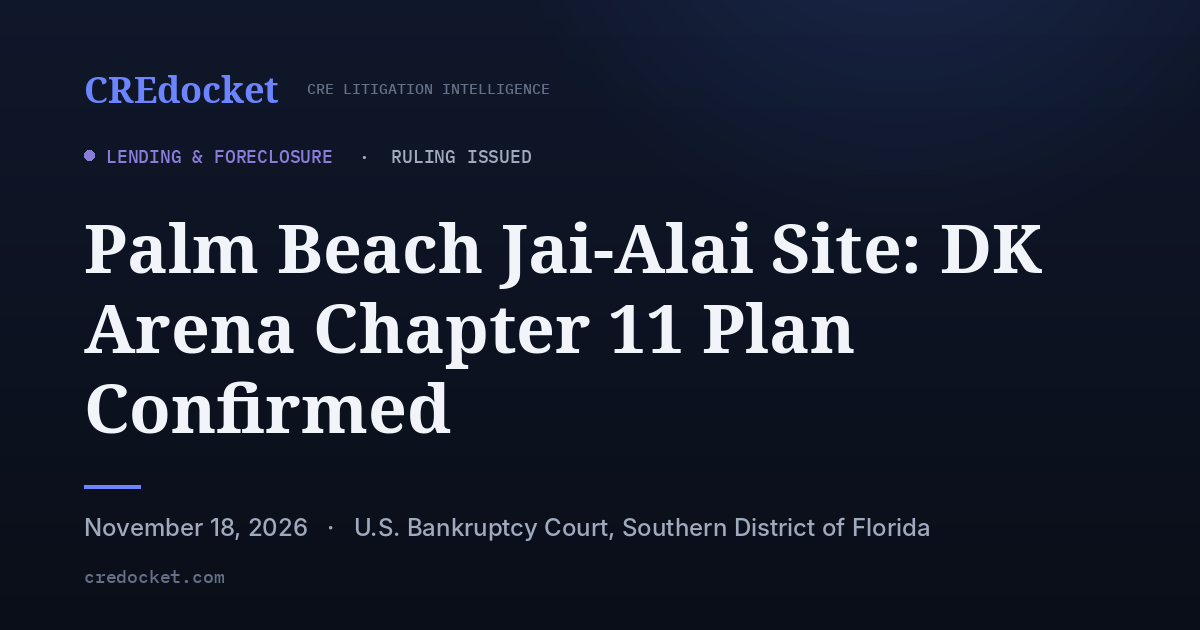 CREdocket CRE LITIGATION INTELLIGENCE
LENDING & FORECLOSURE · RULING ISSUED
Palm Beach Jai-Alai Site: DK
Arena Chapter 11 Plan
Confirmed
November 18, 2026 · U.S. Bankruptcy Court, Southern District of Florida
credocket.com